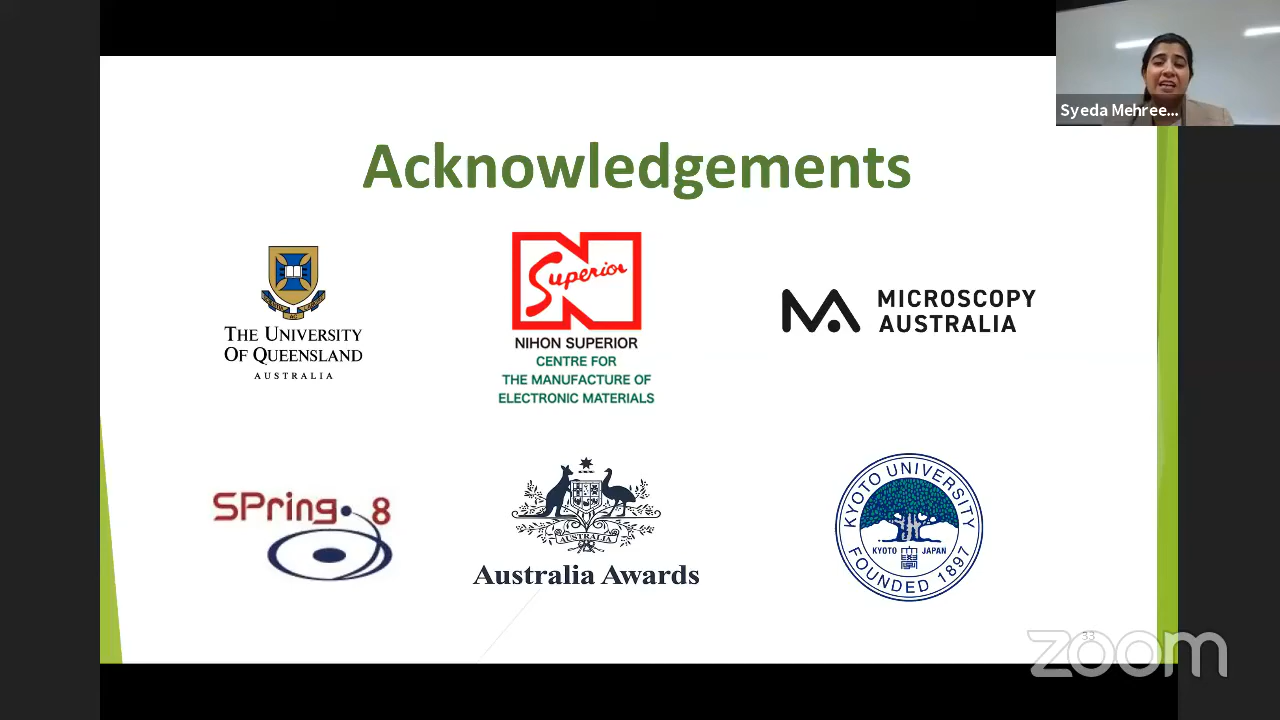 Syeda Mehree...
Acknowledgements
THE UNIVERSITY
OF QUEENSLAND
AUSTRALIA
Superior
NIHON SUPERIOR
CENTRE FOR
THE MANUFACTURE OF
ELECTRONIC MATERIALS
MICROSCOPY
AUSTRALIA
SPring-8
AUSTRALIA
Australia Awards
KYOTO UNIVERSITY
KYOTO JAPAN
FOUNDED 1897
33
zoom